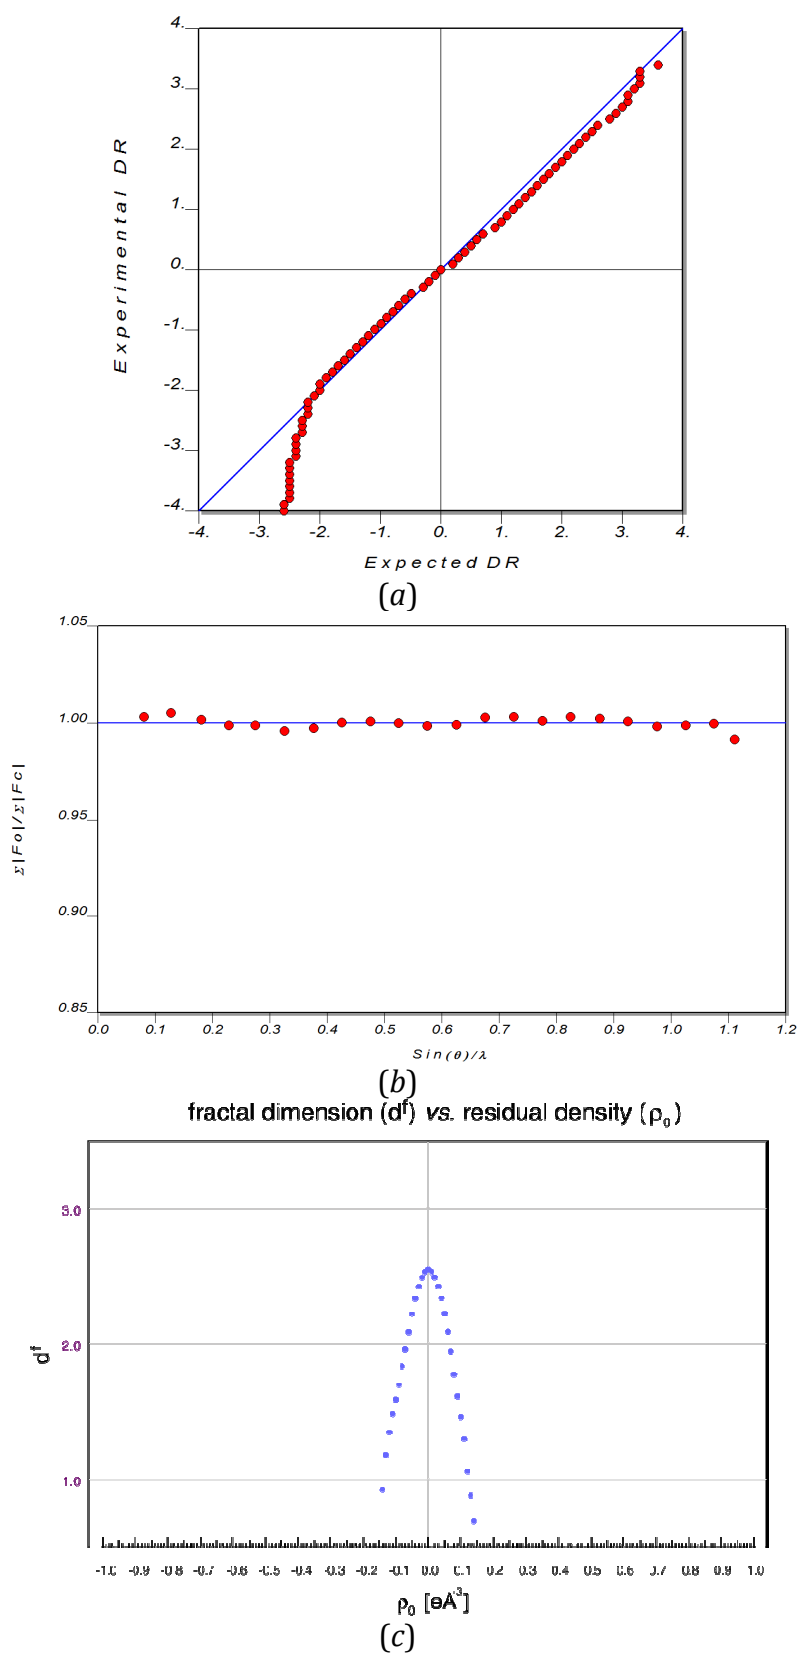 4.
3.
2.
1.
0.
-1.
-2.
-3.
-4.
Experimental DR
-4. -3. -2. -1. 0. 1. 2. 3. 4.
Expected DR
(a)
1.05
1.00
0.95
0.90
0.85
Σ|Fo|/Σ|Fc|
0.0 0.1 0.2 0.3 0.4 0.5 0.6 0.7 0.8 0.9 1.0 1.1 1.2
Sin(θ)/λ
(b)
fractal dimension (dᶠ) vs. residual density (ρ₀)
3.0
2.0
1.0
dᶠ
-1.0 -0.9 -0.8 -0.7 -0.6 -0.5 -0.4 -0.3 -0.2 -0.1 0.0 0.1 0.2 0.3 0.4 0.5 0.6 0.7 0.8 0.9 1.0
ρ₀ [eÅ⁻³]
(c)